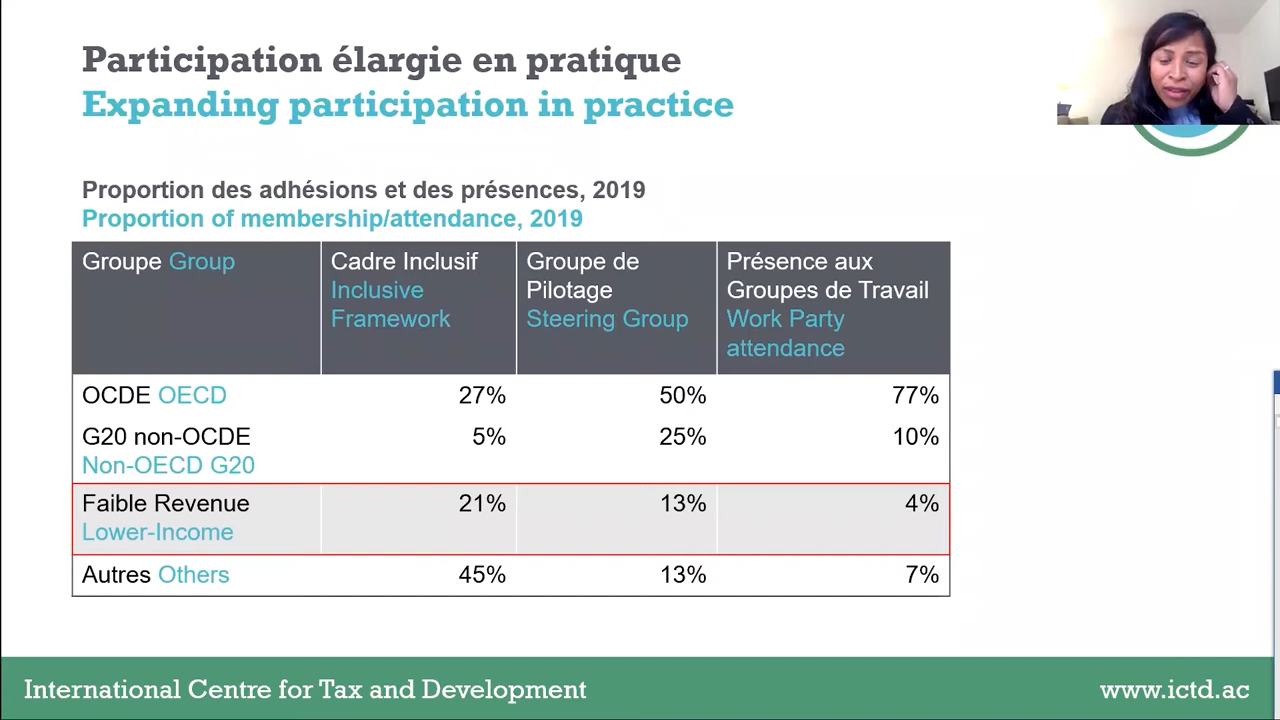 Participation élargie en pratique
Expanding participation in practice
Proportion des adhésions et des présences, 2019
Proportion of membership/attendance, 2019
Groupe Group
Cadre Inclusif
Inclusive
Framework
Groupe de
Pilotage
Steering Group
Présence aux
Groupes de Travail
Work Party
attendance
OCDE OECD 27% 50% 77%
G20 non-OCDE 5% 25% 10%
Non-OECD G20
Faible Revenue 21% 13% 4%
Lower-Income
Autres Others 45% 13% 7%
International Centre for Tax and Development www.ictd.ac